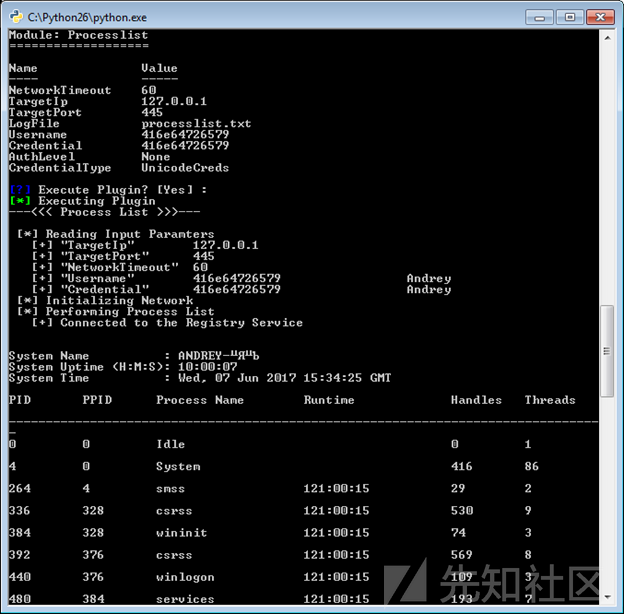 C:\Python26\python.exe
Module: Processlist
===================
Name Value
---- -----
NetworkTimeout 60
TargetIp 127.0.0.1
TargetPort 445
LogFile processlist.txt
Username 416e64726579
Credential 416e64726579
AuthLevel None
CredentialType UnicodeCreds
[?] Execute Plugin? [Yes] :
[*] Executing Plugin
---<<< Process List >>>---
[*] Reading Input Paramters
[+] "TargetIp" 127.0.0.1
[+] "TargetPort" 445
[+] "NetworkTimeout" 60
[+] "Username" 416e64726579 Andrey
[+] "Credential" 416e64726579 Andrey
[*] Initializing Network
[*] Performing Process List
[+] Connected to the Registry Service
System Name : ANDREY-
System Uptime (H:M:S): 10:00:07
System Time : Wed, 07 Jun 2017 15:34:25 GMT
PID PPID Process Name Runtime Handles Threads
0 0 Idle 0 1
4 0 System 416 86
264 4 smss 121:00:15 29 2
336 328 csrss 121:00:15 530 9
384 328 wininit 121:00:15 74 3
392 376 csrss 121:00:15 569 8
440 376 winlogon 121:00:15 109 3
480 384 services 121:00:15 193 7
先知社区